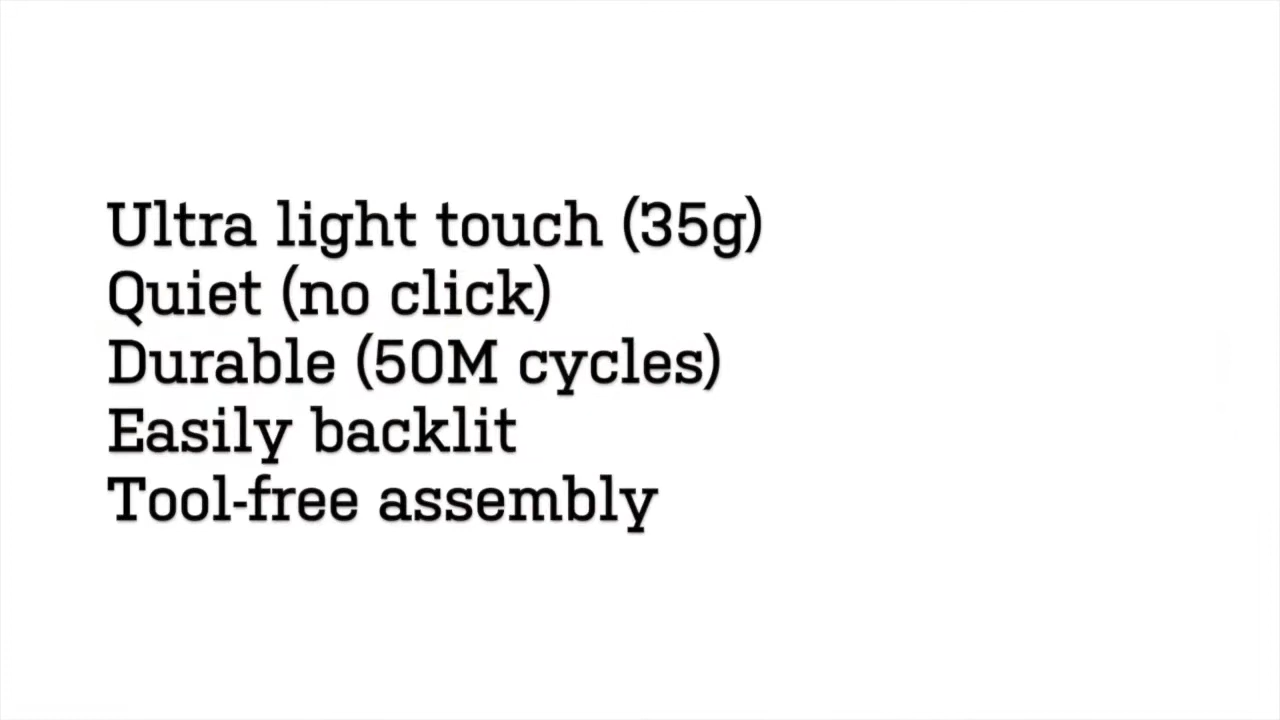 Ultra light touch (35g)
Quiet (no click)
Durable (50M cycles)
Easily backlit
Tool-free assembly